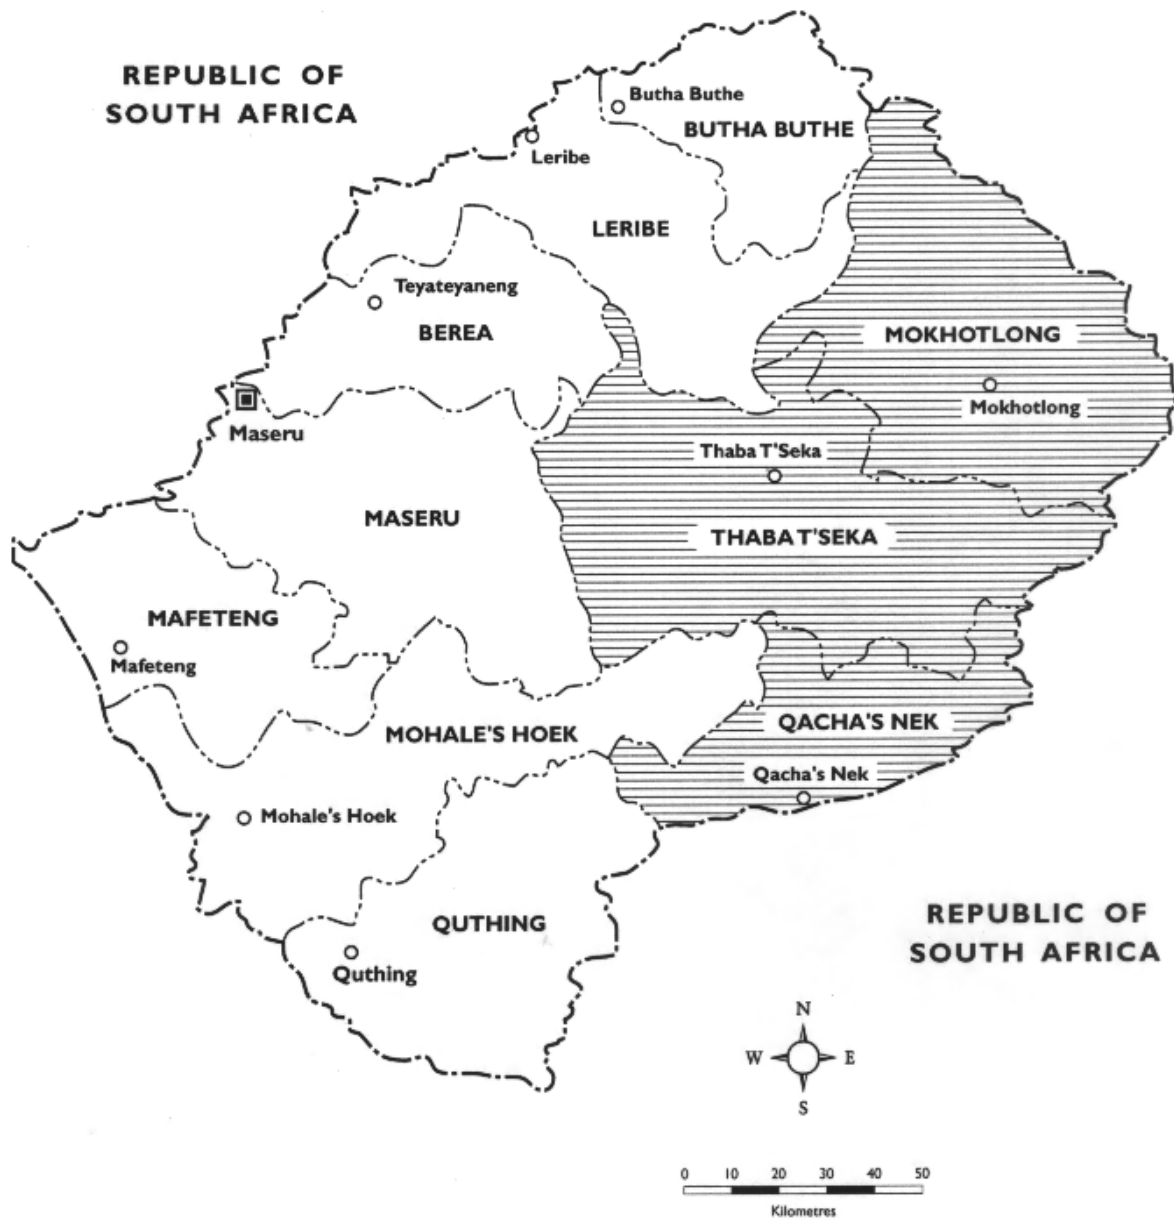 REPUBLIC OF
SOUTH AFRICA
Butha Buthe
BUTHA BUTHE
Leribe
LERIBE
Teyateyaneng
BEREA
MOKHOTLONG
Mokhotlong
Maseru
Thaba T'Seka
MASERU
THABA T'SEKA
MAFETENG
Mafeteng
QACHA'S NEK
MOHALE'S HOEK
Qacha's Nek
Mohale's Hoek
QUTHING
Quthing
REPUBLIC OF
SOUTH AFRICA
N
W E
S
0 10 20 30 40 50
Kilometres